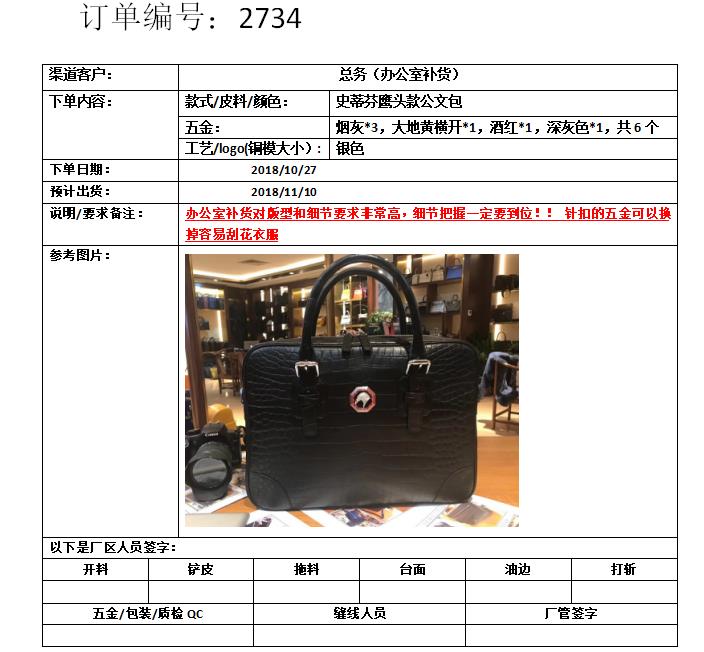 订单编号：2734
渠道客户：
总务（办公室补货）
下单内容：
款式/皮料/颜色：
史蒂芬鹰头款公文包
五金：
烟灰*3，大地黄横开*1，酒红*1，深灰色*1，共6个
工艺/logo(铜模大小）：
银色
下单日期：
2018/10/27
预计出货：
2018/11/10
说明/要求备注：
办公室补货对版型和细节要求非常高，细节把握一定要到位！！ 针扣的五金可以换
掉容易刮花衣服
参考图片：
Canon
以下是厂区人员签字：
开料 铲皮 拖料 台面 油边 打斩
五金/包装/质检QC 缝线人员 厂管签字